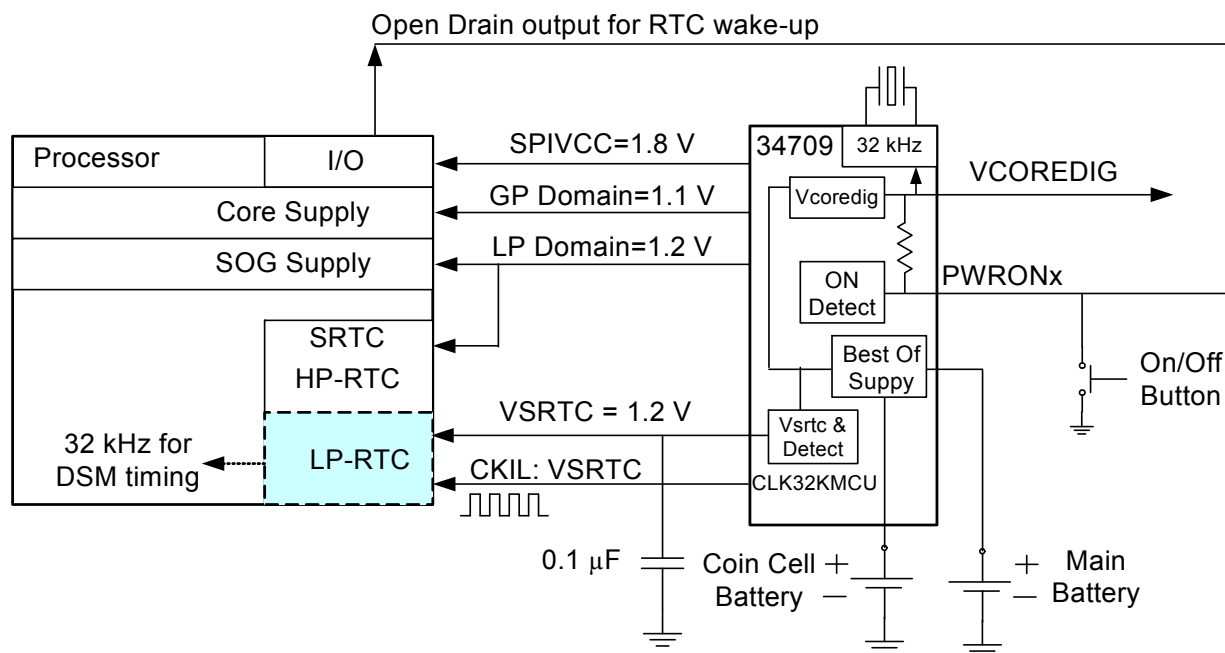 Open Drain output for RTC wake-up
Processor
I/O
Core Supply
SOG Supply
SRTC
HP-RTC
LP-RTC
32 kHz for
DSM timing
SPIVCC=1.8 V
GP Domain=1.1 V
LP Domain=1.2 V
VSRTC = 1.2 V
CKIL: VSRTC
0.1 μF
34709
32 kHz
Vcoredig
VCOREDIG
ON
Detect
PWRONx
Best Of
Suppy
Vsrtc &
Detect
CLK32KMCU
On/Off
Button
Coin Cell
Battery
+
–
+
–
Main
Battery